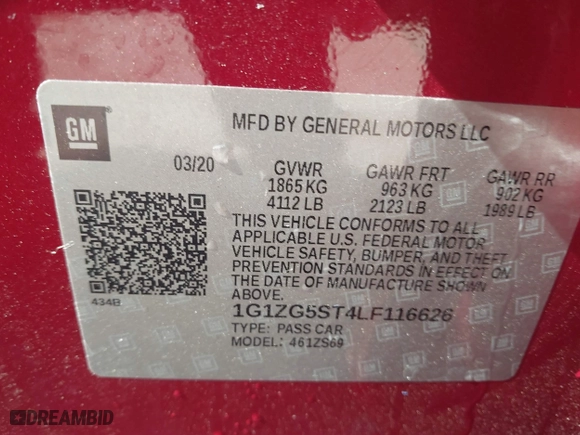 GM
MFD BY GENERAL MOTORS LLC
03/20 GVWR GAWR FRT GAWR RR
1865 KG 963 KG 902 KG
4112 LB 2123 LB 1989 LB
THIS VEHICLE CONFORMS TO ALL
APPLICABLE U.S. FEDERAL MOTOR
VEHICLE SAFETY, BUMPER, AND THEFT
PREVENTION STANDARDS IN EFFECT ON
THE DATE OF MANUFACTURE SHOWN ABOVE
434B
1G1ZG5ST4LF116626
TYPE: PASS CAR
461ZS69
DREAMBID